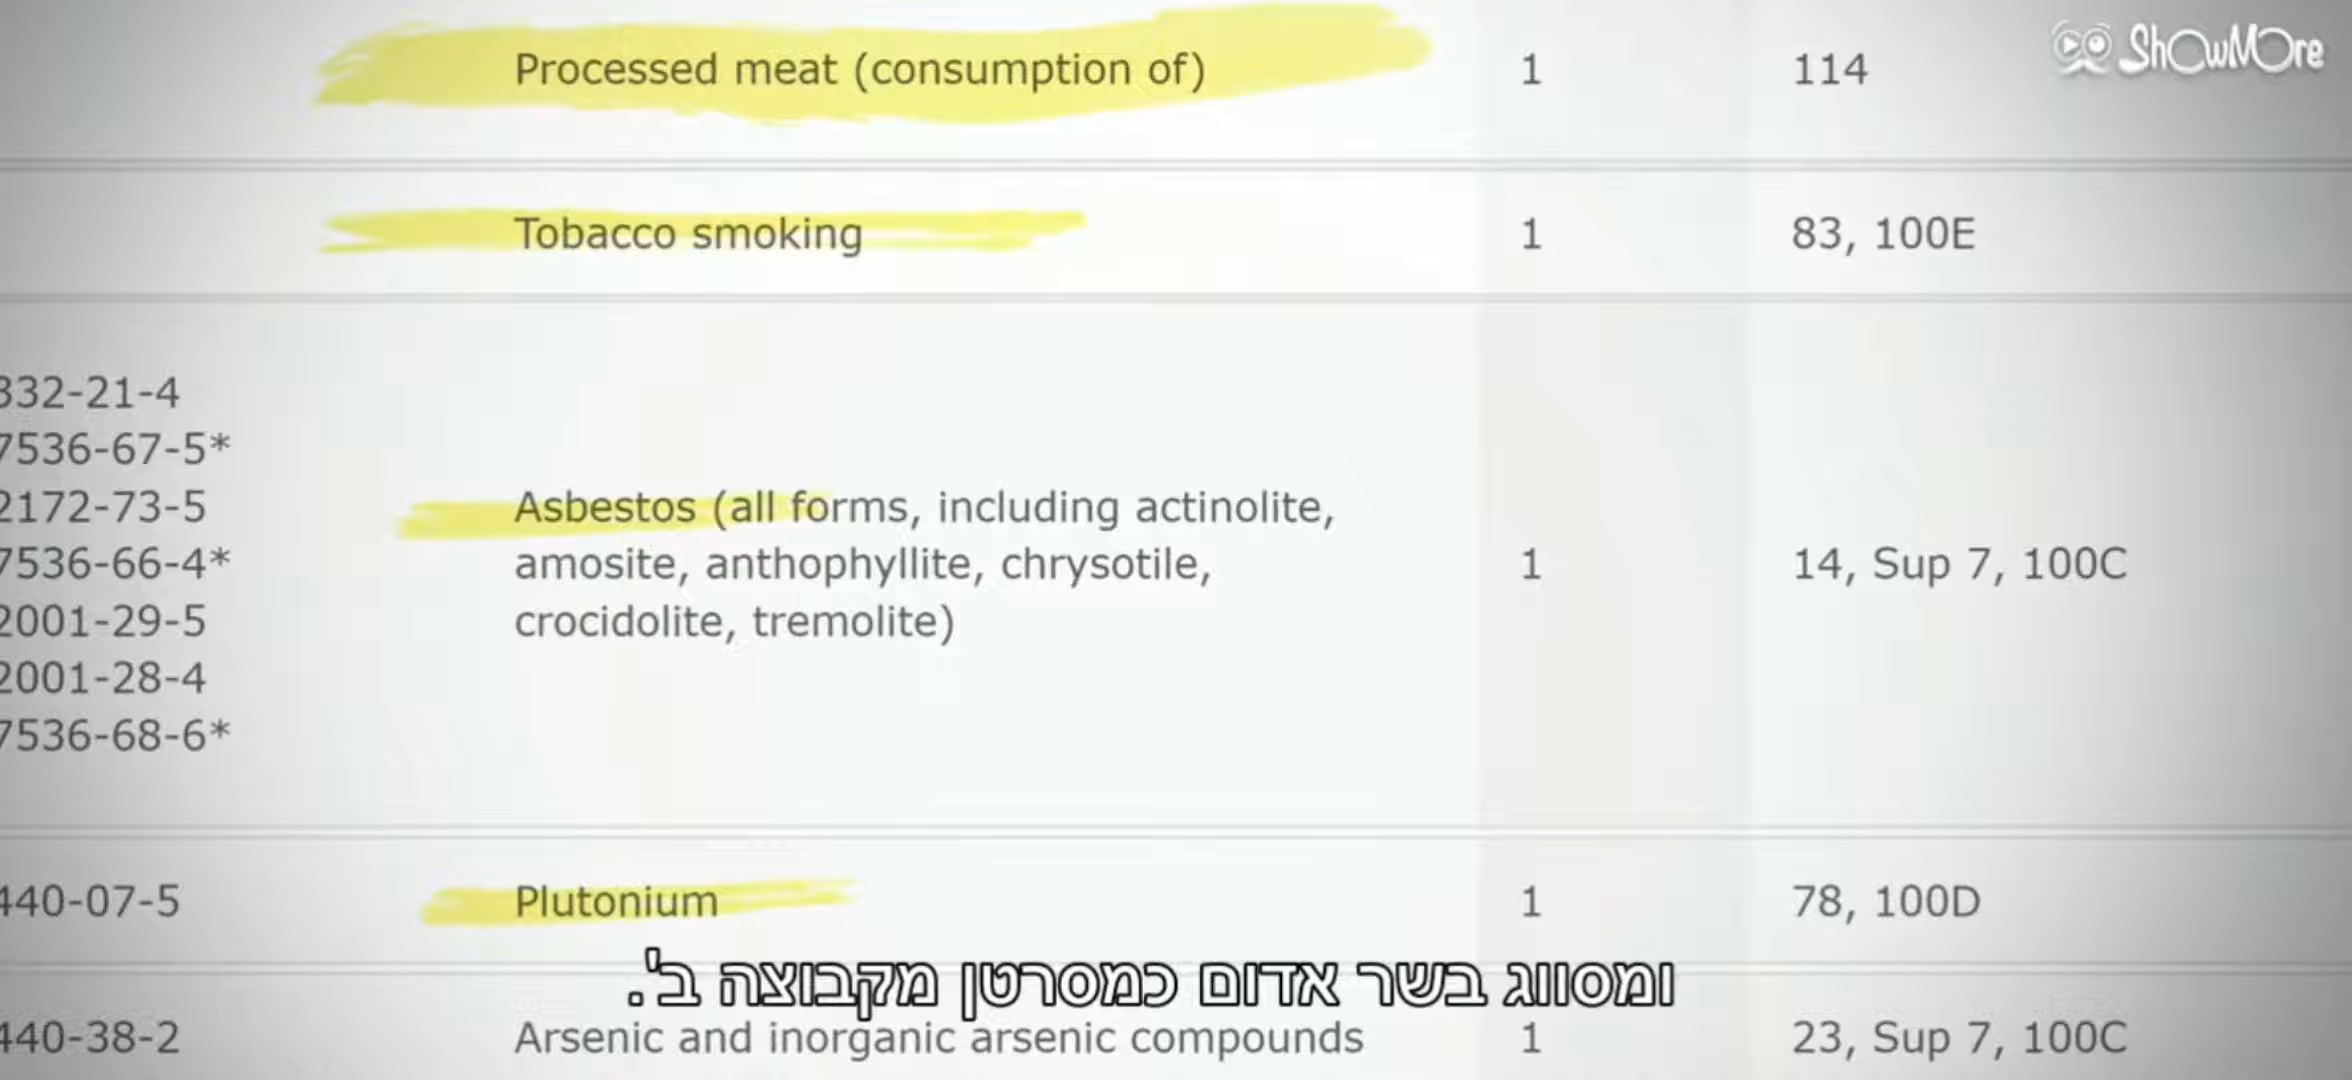 Processed meat (consumption of) 1 114
ShowMore
Tobacco smoking 1 83, 100E
332-21-4
7536-67-5*
2172-73-5
7536-66-4*
2001-29-5
2001-28-4
7536-68-6*
Asbestos (all forms, including actinolite,
amosite, anthophyllite, chrysotile,
crocidolite, tremolite)
1 14, Sup 7, 100C
440-07-5 Plutonium 1 78, 100D
ומסווג בשר אדום כמסרטן מקבוצה ב'.
440-38-2 Arsenic and inorganic arsenic compounds 1 23, Sup 7, 100C